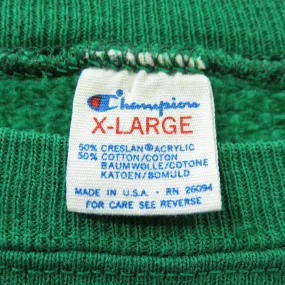 Champion
X-LARGE
50% CRESLAN® ACRYLIC
50% COTTON/COTON
BAUMWOLLE/COTONE
KATOEN/BOMULD
MADE IN U.S.A. • RN 26094
FOR CARE SEE REVERSE